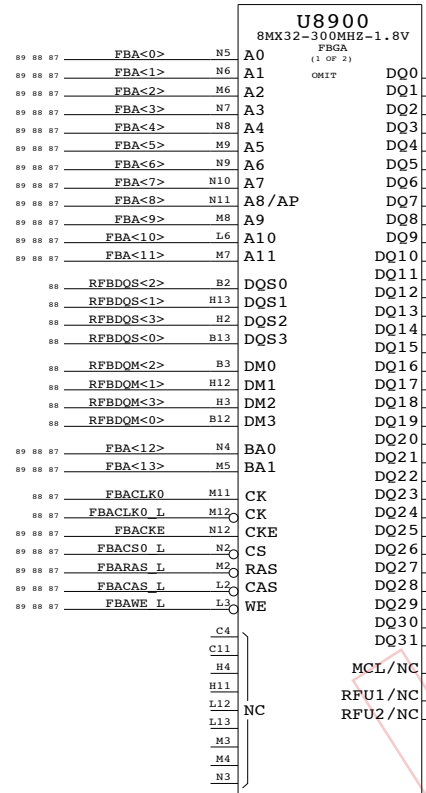 U8900
8MX32-300MHZ-1.8V
FBGA
(1 OF 2)
OMIT
89 88 87 FBA<0> N5 A0
89 88 87 FBA<1> N6 A1 DQ0
89 88 87 FBA<2> M6 A2 DQ1
89 88 87 FBA<3> N7 A3 DQ2
89 88 87 FBA<4> N8 A4 DQ3
89 88 87 FBA<5> M9 A5 DQ4
89 88 87 FBA<6> N9 A6 DQ5
89 88 87 FBA<7> N10 A7 DQ6
89 88 87 FBA<8> N11 A8/AP DQ7
89 88 87 FBA<9> M8 A9 DQ8
89 88 87 FBA<10> L6 A10 DQ9
89 88 87 FBA<11> M7 A11 DQ10
DQ11
88 RFBDQS<2> B2 DQS0 DQ12
88 RFBDQS<1> H13 DQS1 DQ13
88 RFBDQS<3> H2 DQS2 DQ14
88 RFBDQS<0> B13 DQS3 DQ15
88 RFBDQM<2> B3 DM0 DQ16
88 RFBDQM<1> H12 DM1 DQ17
88 RFBDQM<3> H3 DM2 DQ18
88 RFBDQM<0> B12 DM3 DQ19
DQ20
89 88 87 FBA<12> N4 BA0 DQ21
89 88 87 FBA<13> M5 BA1 DQ22
88 87 FBACLK0 M11 CK DQ23
88 87 FBACLK0_L M12 CK DQ24
89 88 87 FBACKE N12 CKE DQ25
89 88 87 FBACS0_L N2 CS DQ26
89 88 87 FBARAS_L M2 RAS DQ27
89 88 87 FBACAS_L L2 CAS DQ28
89 88 87 FBAWE_L L3 WE DQ29
DQ30
C4 DQ31
C11
H4 MCL/NC
H11 RFU1/NC
L12 NC RFU2/NC
L13
M3
M4
N3